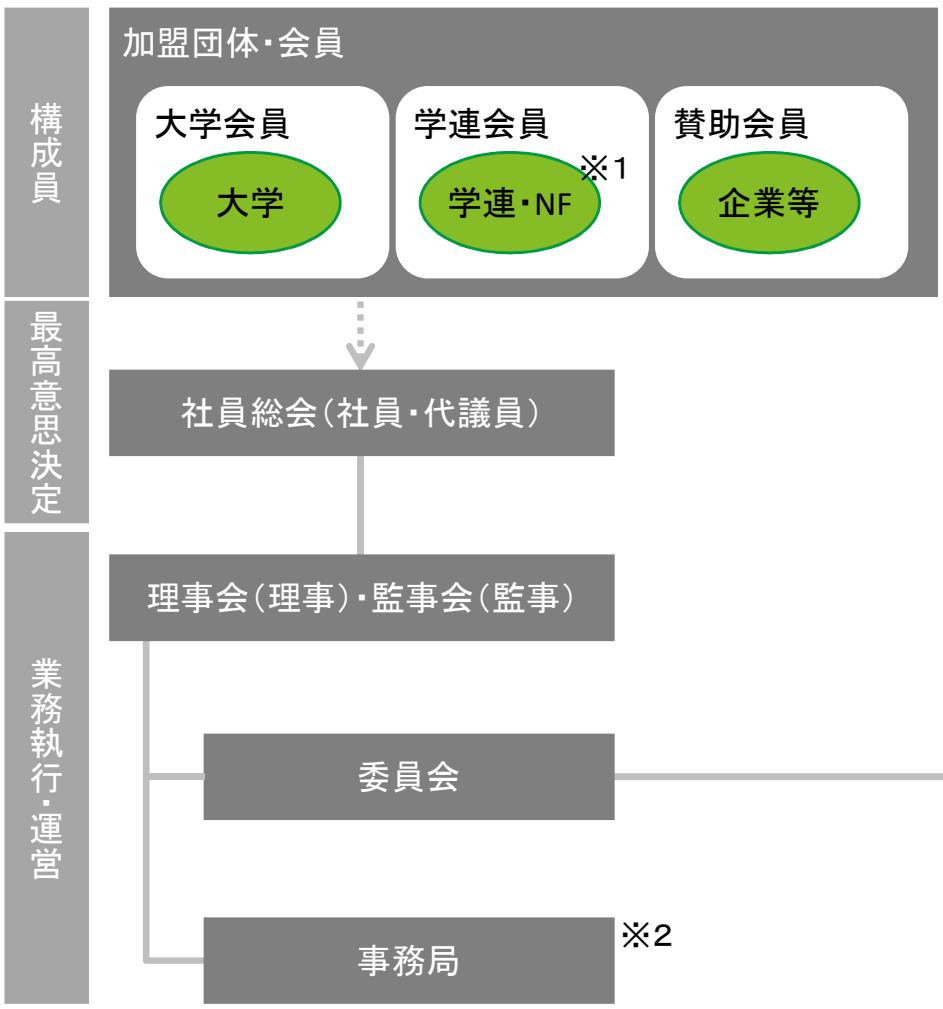 構成員
加盟団体・会員
大学会員
大学
学連会員
※1
学連・NF
賛助会員
企業等
最高意思決定
社員総会(社員・代議員)
業務執行・運営
理事会(理事)・監事会(監事)
委員会
事務局
※2